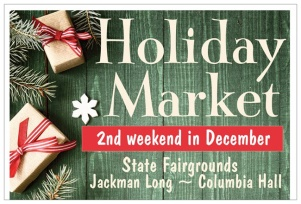 Holiday
Market
2nd weekend in December
State Fairgrounds
Jackman Long ~ Columbia Hall